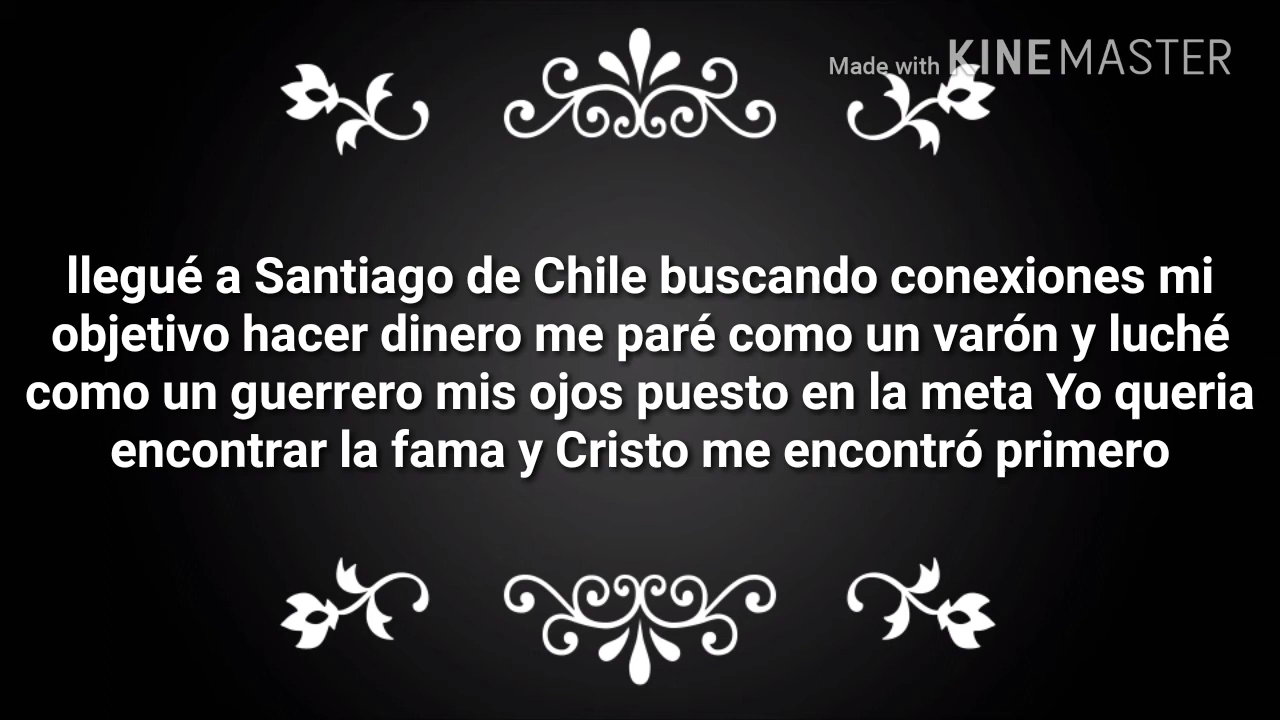 Made with KINEMASTER
llegué a Santiago de Chile buscando conexiones mi
objetivo hacer dinero me paré como un varón y luché
como un guerrero mis ojos puesto en la meta Yo queria
encontrar la fama y Cristo me encontró primero